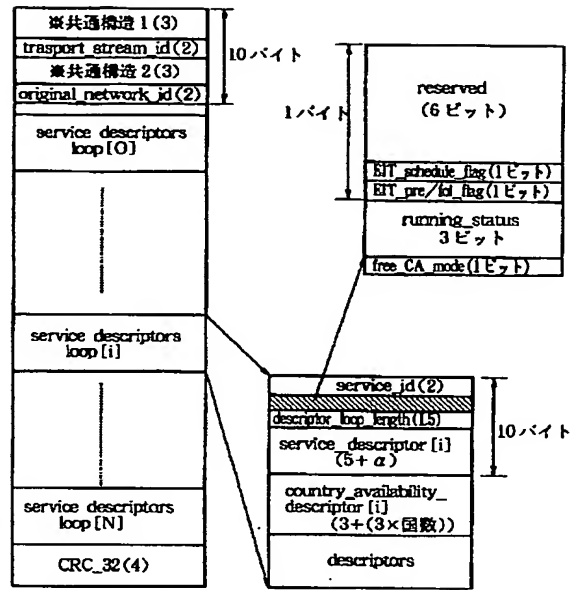 ※共通構造1(3)
trasport_stream_id(2)
※共通構造2(3)
original_network_id(2)
10バイト
service descriptors
loop[0]
service descriptors
loop[i]
service descriptors
loop[N]
CRC_32(4)
1バイト
reserved
(6ビット)
EIT_schedule_flag(1ビット)
EIT_pre/fol_flag(1ビット)
running_status
3ビット
free_CA_mode(1ビット)
service_id(2)
descriptor_loop_length(1.5)
service_descriptor[i]
(5+α)
10バイト
country_availability_
descriptor[i]
(3+(3×国数))
descriptors